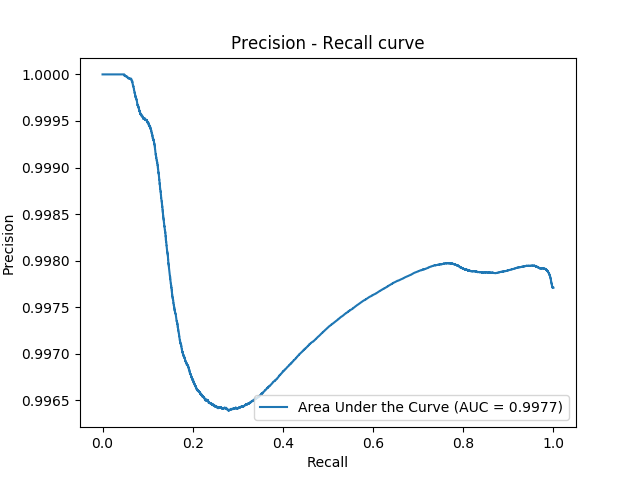 Precision - Recall curve
Precision
1.0000
0.9995
0.9990
0.9985
0.9980
0.9975
0.9970
0.9965
Area Under the Curve (AUC = 0.9977)
0.0 0.2 0.4 0.6 0.8 1.0
Recall